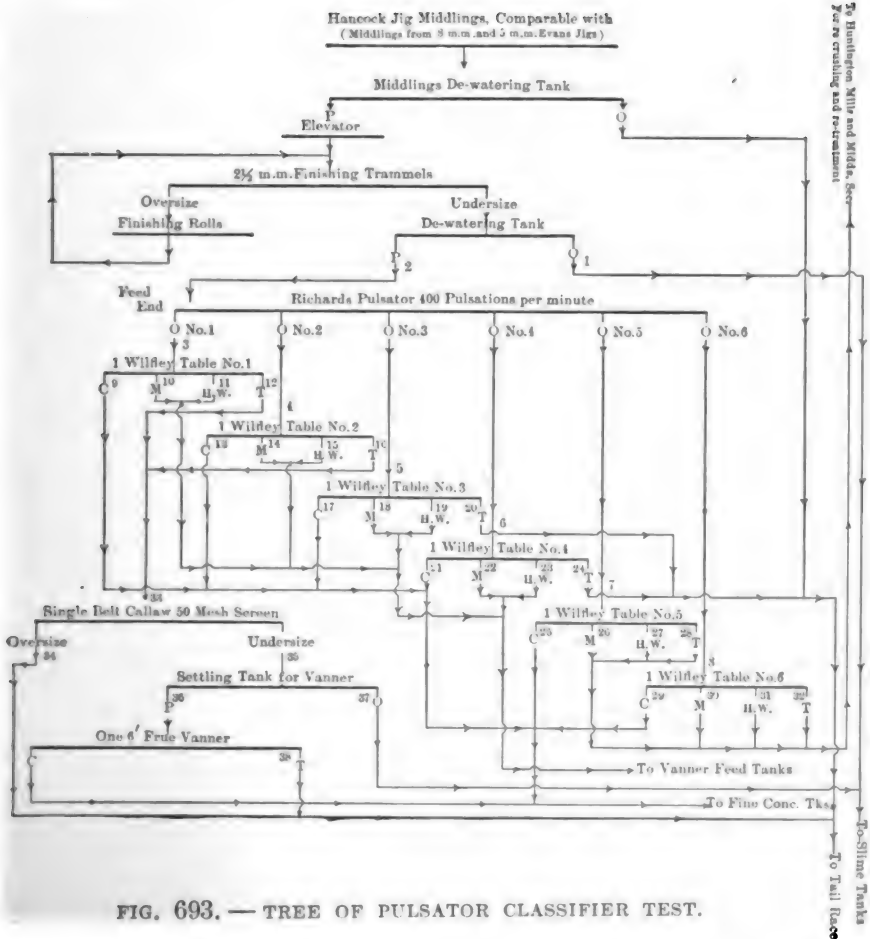 Hancock Jig Middlings, Comparable with
( Middlings from 8 m.m. and 5 m.m. Evans Jigs)
To Huntington Mills and Midds. Secr
For re crushing and re-treatment
Middlings De-watering Tank
P
O
Elevator
2½ m.m. Finishing Trammels
Oversize
Undersize
Finishing Rolls
De-watering Tank
P 2
O 1
Feed
End
Richards Pulsator 400 Pulsations per minute
O No.1
O No.2
O No.3
O No.4
O No.5
O No.6
3
1 Wilfley Table No.1
C 9
M 10
H.W. 11
T 12
4
1 Wilfley Table No.2
C 13
M 14
H.W. 15
T 16
5
1 Wilfley Table No.3
C 17
M 18
H.W. 19
T 20
6
1 Wilfley Table No.4
C 21
M 22
H.W. 23
T 24
7
33
Single Belt Callaw 50 Mesh Screen
1 Wilfley Table No.5
C 25
M 26
H.W. 27
T 28
8
Oversize
34
Undersize
35
Settling Tank for Vanner
P 36
O 37
1 Wilfley Table No.6
C 29
M 30
H.W. 31
T 32
One 6' Frue Vanner
C
T 38
To Vanner Feed Tanks
To Fine Conc. Tks.
To Slime Tanks
To Tail Race
FIG. 693. — TREE OF PULSATOR CLASSIFIER TEST.